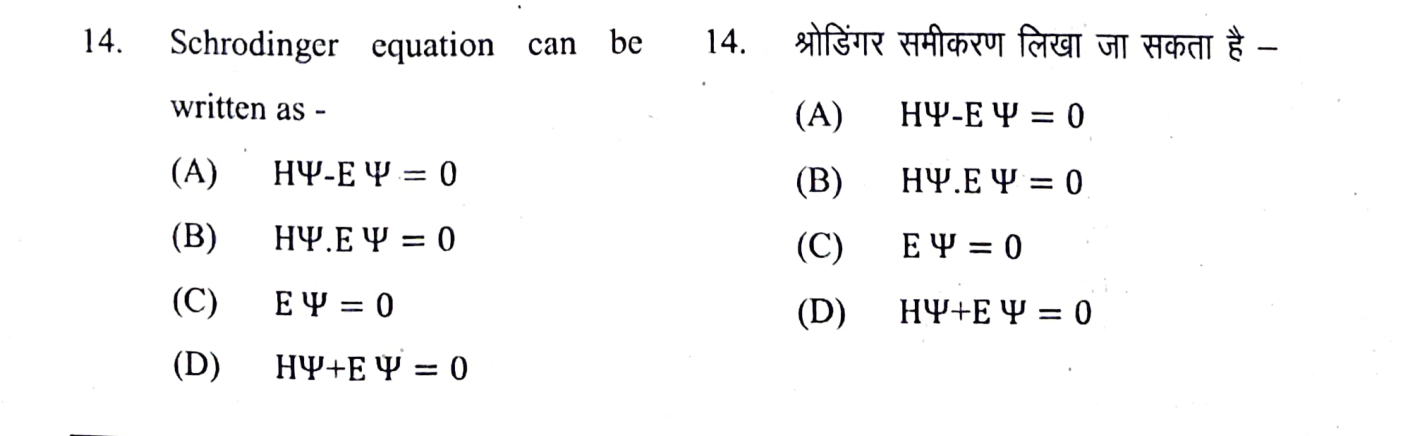 14. Schrodinger equation can be
written as -
(A) HΨ-E Ψ = 0
(B) HΨ.E Ψ = 0
(C) E Ψ = 0
(D) HΨ+E Ψ = 0
14. श्रोडिंगर समीकरण लिखा जा सकता है –
(A) HΨ-E Ψ = 0
(B) HΨ.E Ψ = 0
(C) E Ψ = 0
(D) HΨ+E Ψ = 0